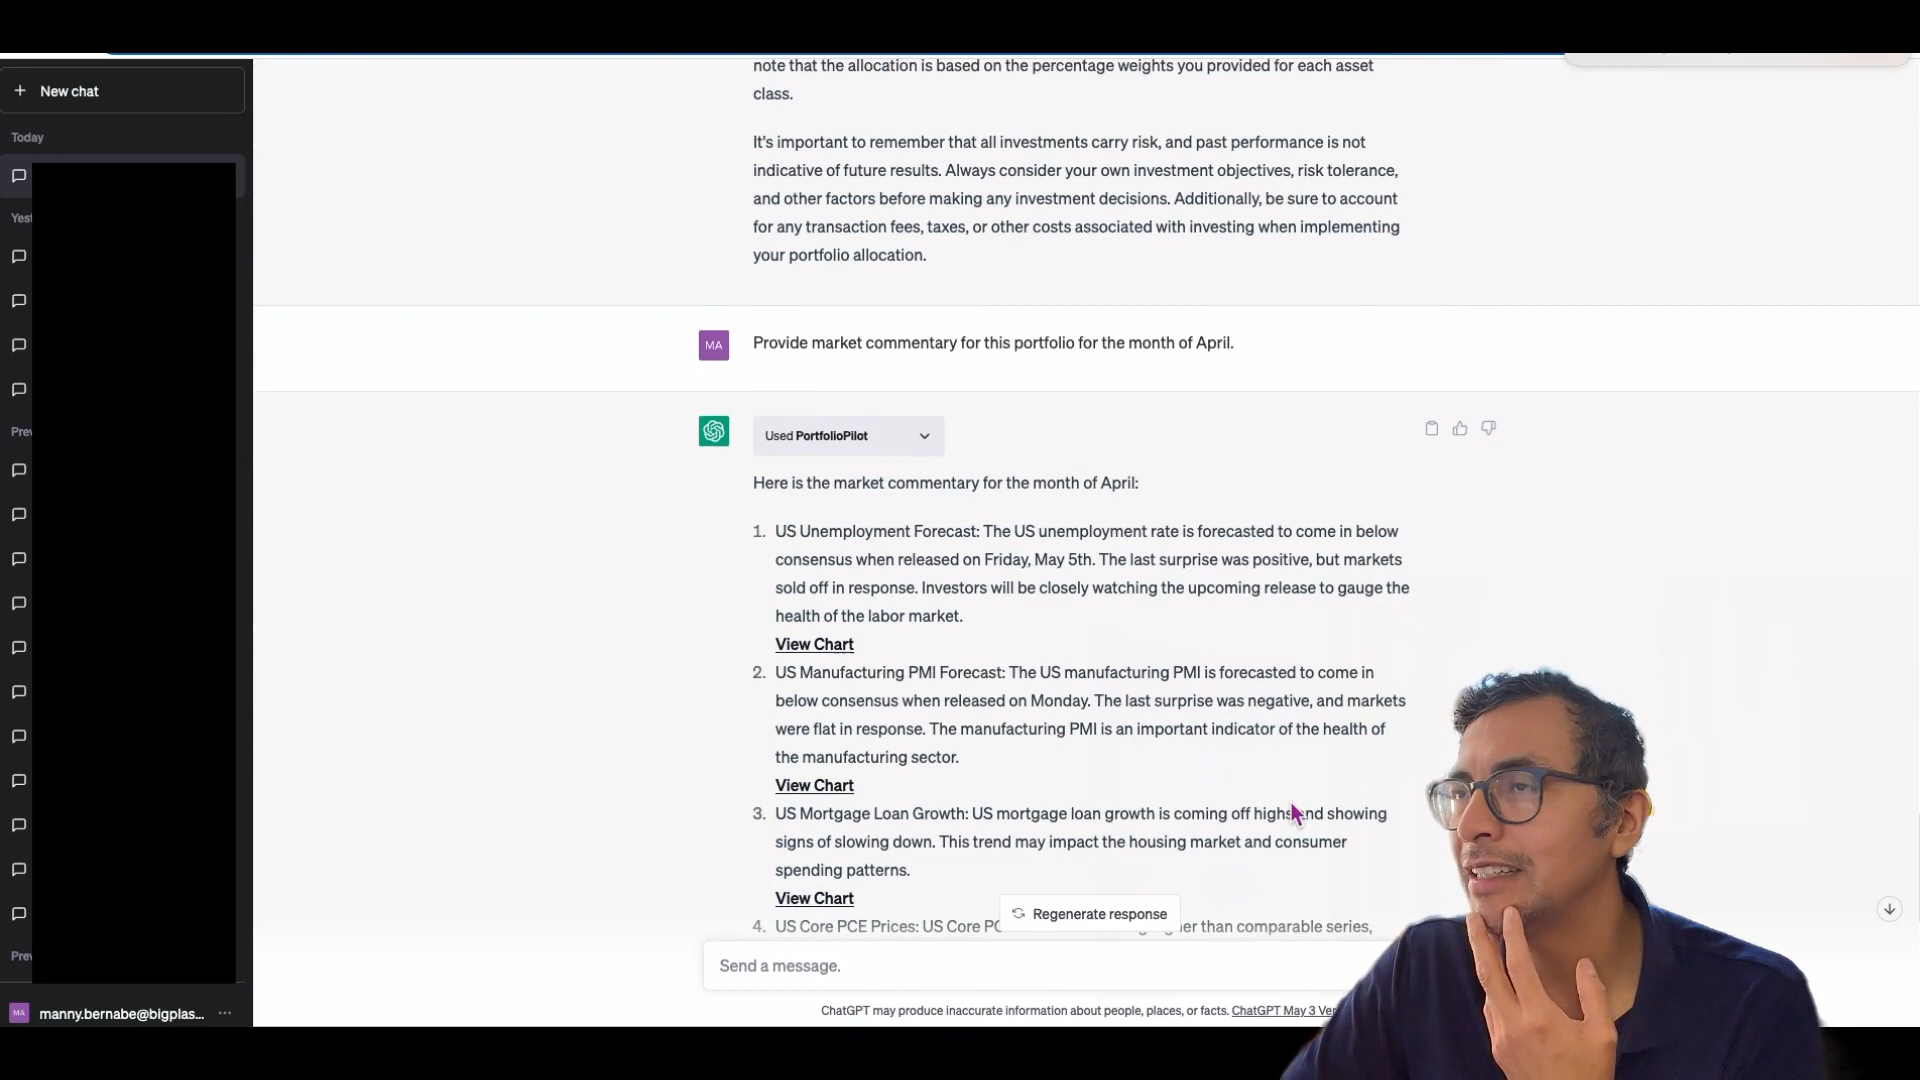 note that the allocation is based on the percentage weights you provided for each asset
class.
It's important to remember that all investments carry risk, and past performance is not
indicative of future results. Always consider your own investment objectives, risk tolerance,
and other factors before making any investment decisions. Additionally, be sure to account
for any transaction fees, taxes, or other costs associated with investing when implementing
your portfolio allocation.
New chat
Today
MA
Provide market commentary for this portfolio for the month of April.
Used PortfolioPilot
Here is the market commentary for the month of April:
1. US Unemployment Forecast: The US unemployment rate is forecasted to come in below
consensus when released on Friday, May 5th. The last surprise was positive, but markets
sold off in response. Investors will be closely watching the upcoming release to gauge the
health of the labor market.
View Chart
2. US Manufacturing PMI Forecast: The US manufacturing PMI is forecasted to come in
below consensus when released on Monday. The last surprise was negative, and markets
were flat in response. The manufacturing PMI is an important indicator of the health of
the manufacturing sector.
View Chart
3. US Mortgage Loan Growth: US mortgage loan growth is coming off highs and showing
signs of slowing down. This trend may impact the housing market and consumer
spending patterns.
View Chart
4. US Core PCE Prices: US Core than comparable series,
Regenerate response
Send a message.
ChatGPT may produce inaccurate information about people, places, or facts. ChatGPT May 3
MA
manny.bernabe@bigplas...